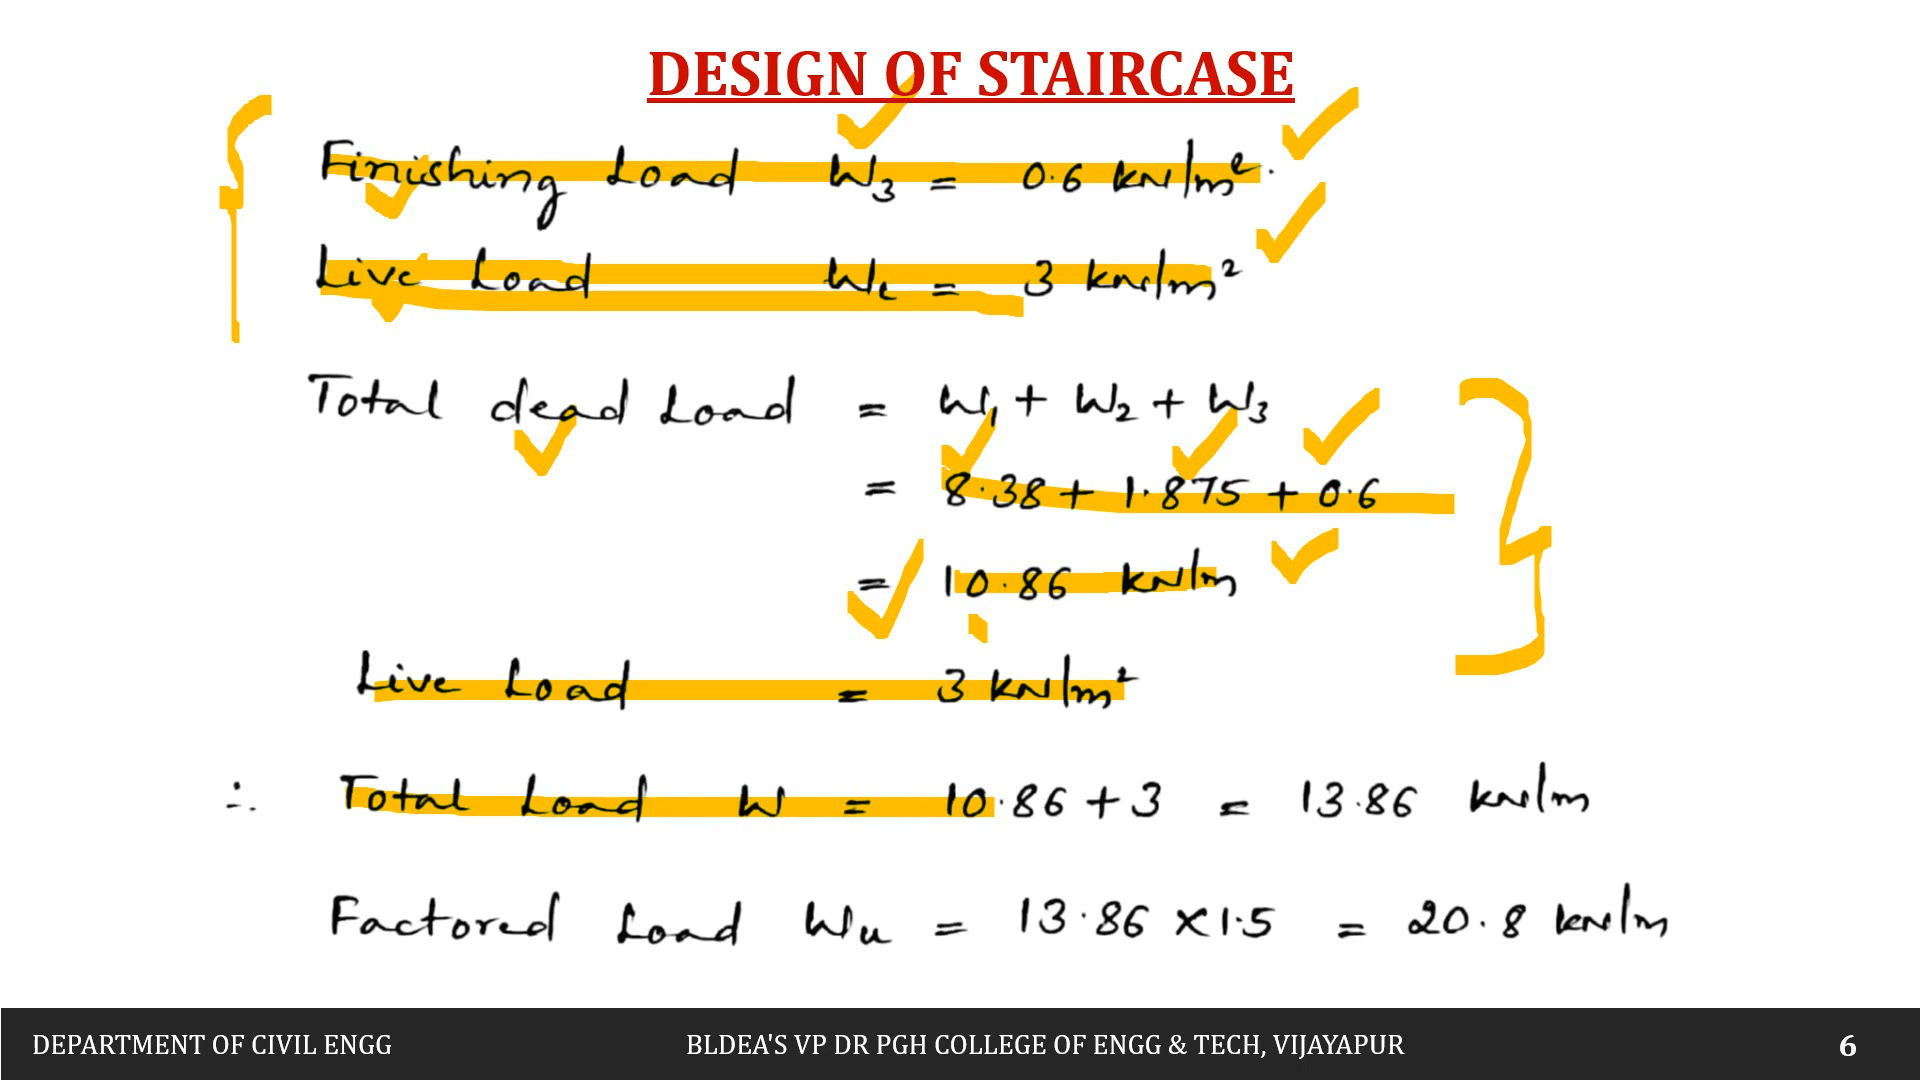 DESIGN OF STAIRCASE
Finishing Load W3 = 0.6 kN/m².
Live Load WL = 3 kN/m²
Total dead Load = W1 + W2 + W3
= 8.38 + 1.875 + 0.6
= 10.86 kN/m
Live Load = 3 kN/m²
∴ Total Load W = 10.86 + 3 = 13.86 kN/m
Factored Load Wu = 13.86 × 1.5 = 20.8 kN/m
DEPARTMENT OF CIVIL ENGG BLDEA'S VP DR PGH COLLEGE OF ENGG & TECH, VIJAYAPUR 6